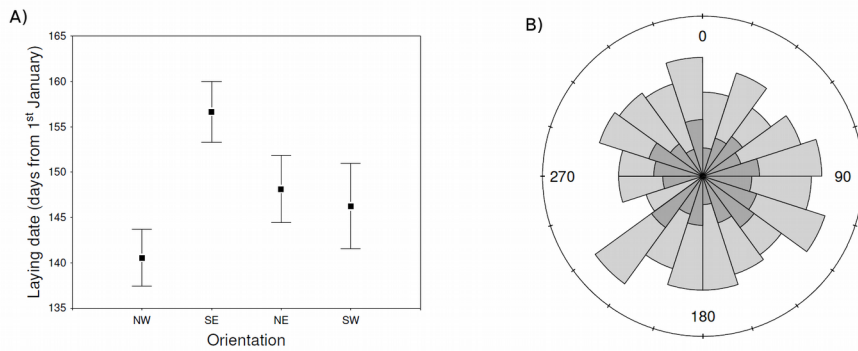 A)
Laying date (days from 1st January)
165
160
155
150
145
140
135
NW SE NE SW
Orientation
B)
0
270
90
180